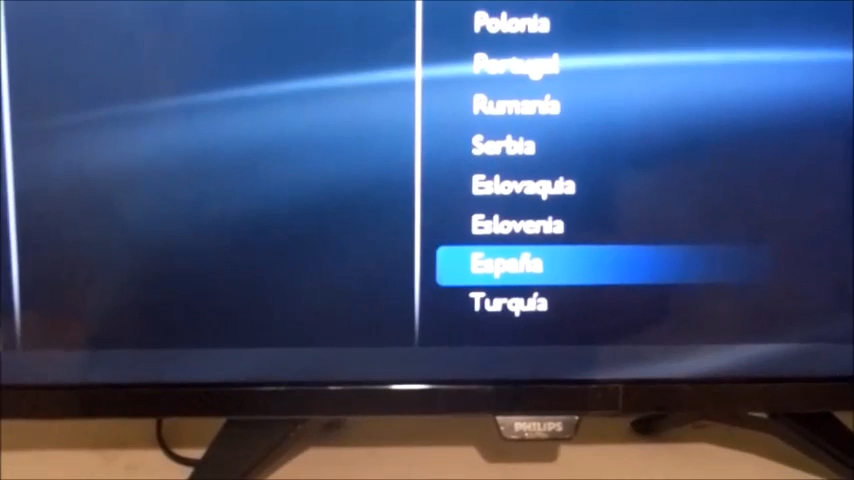 Polonia
Portugal
Rumanía
Serbia
Eslovaquia
Eslovenia
España
Turquía
PHILIPS